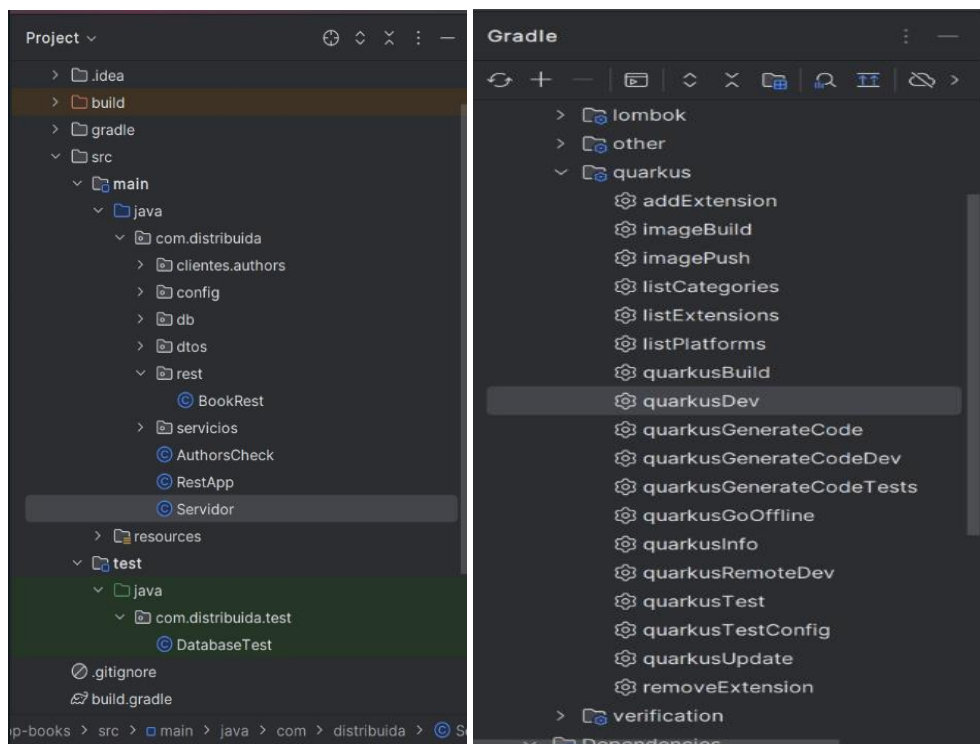 Project
.idea
build
gradle
src
main
java
com.distribuida
clientes.authors
config
db
dtos
rest
BookRest
servicios
AuthorsCheck
RestApp
Servidor
resources
test
java
com.distribuida.test
DatabaseTest
.gitignore
build.gradle
p-books > src > main > java > com > distribuida >
Gradle
lombok
other
quarkus
addExtension
imageBuild
imagePush
listCategories
listExtensions
listPlatforms
quarkusBuild
quarkusDev
quarkusGenerateCode
quarkusGenerateCodeDev
quarkusGenerateCodeTests
quarkusGoOffline
quarkusInfo
quarkusRemoteDev
quarkusTest
quarkusTestConfig
quarkusUpdate
removeExtension
verification
Dependencies